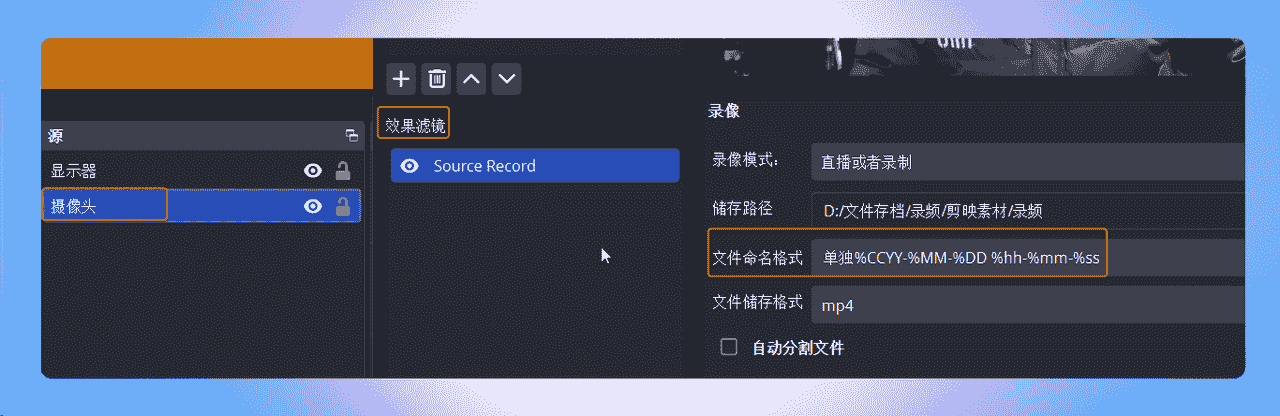 源
显示器
摄像头
效果滤镜
Source Record
录像
录像模式：
直播或者录制
储存路径
D:/文件存档/录频/剪映素材/录频
文件命名格式
单独%CCYY-%MM-%DD %hh-%mm-%ss
文件储存格式
mp4
自动分割文件